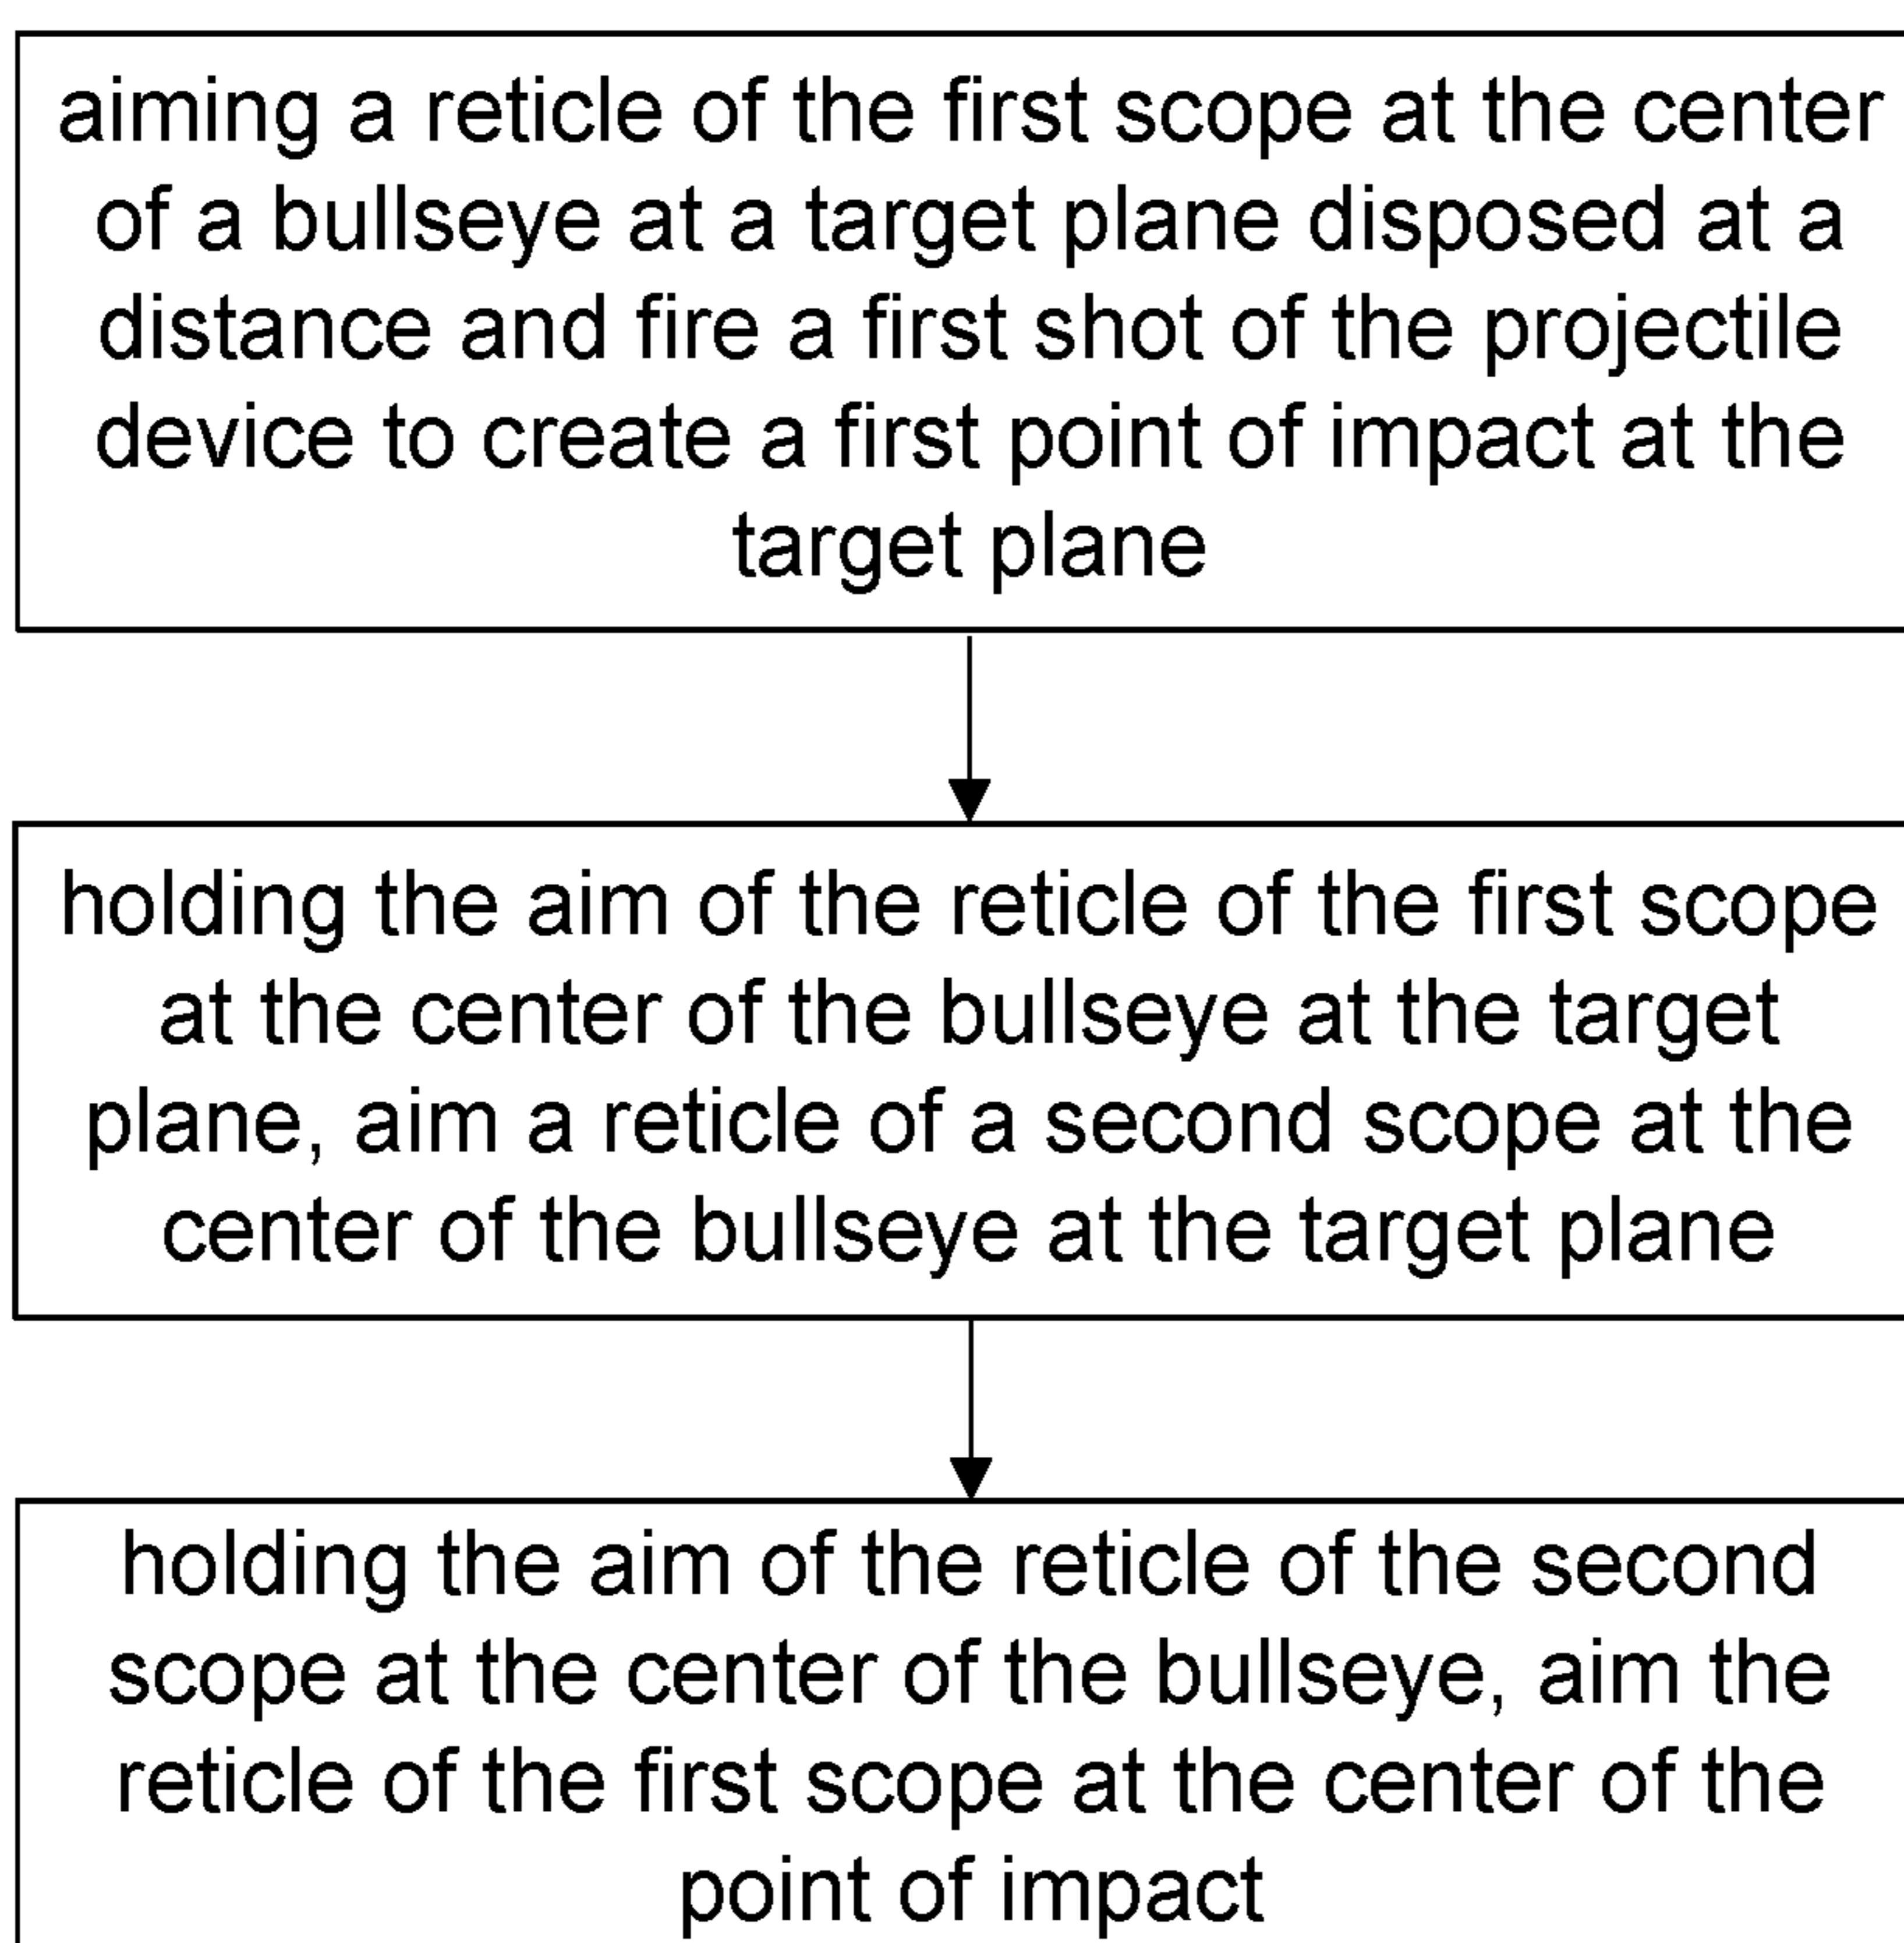 aiming a reticle of the first scope at the center
of a bullseye at a target plane disposed at a
distance and fire a first shot of the projectile
device to create a first point of impact at the
target plane
holding the aim of the reticle of the first scope
at the center of the bullseye at the target
plane, aim a reticle of a second scope at the
center of the bullseye at the target plane
holding the aim of the reticle of the second
scope at the center of the bullseye, aim the
reticle of the first scope at the center of the
point of impact